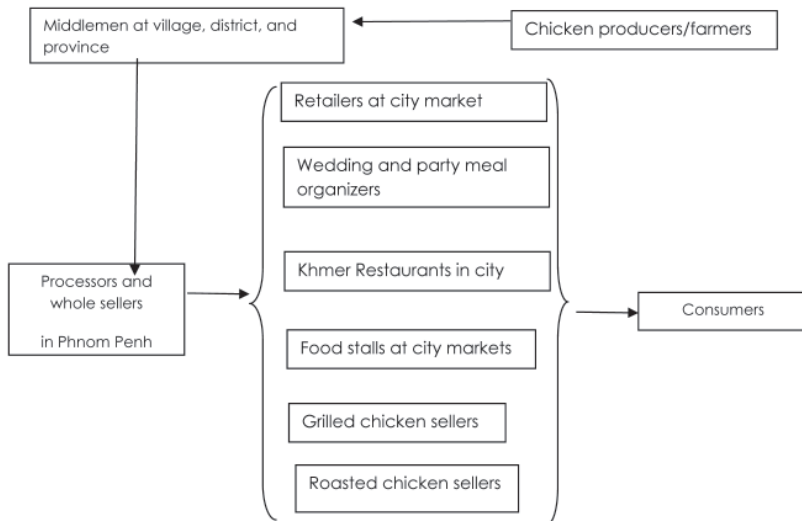 Middlemen at village, district, and
province
Chicken producers/farmers
Retailers at city market
Wedding and party meal
organizers
Khmer Restaurants in city
Processors and
whole sellers
in Phnom Penh
Consumers
Food stalls at city markets
Grilled chicken sellers
Roasted chicken sellers